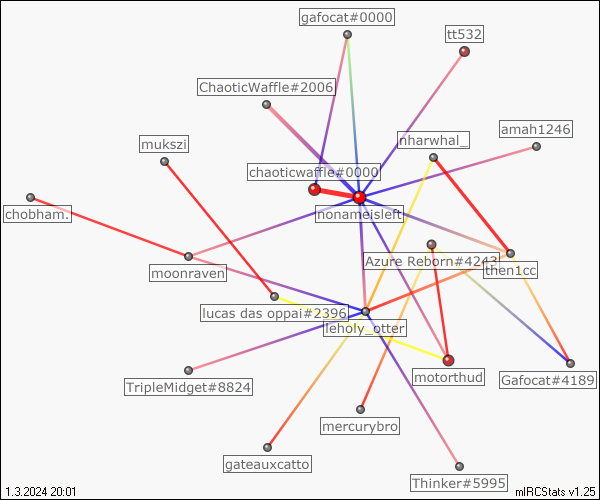 gafocat#0000
tt532
ChaoticWaffle#2006
amah1246
nharwhal_
mukszi
chaoticwaffle#0000
chobham.
nonameisleft
Azure Reborn#4243
then1cc
moonraven
lucas das oppai#2396
leholy_otter
TripleMidget#8824
motorthud
Gafocat#4189
mercurybro
gateauxcatto
Thinker#5995
1.3.2024 20:01
mIRCStats v1.25